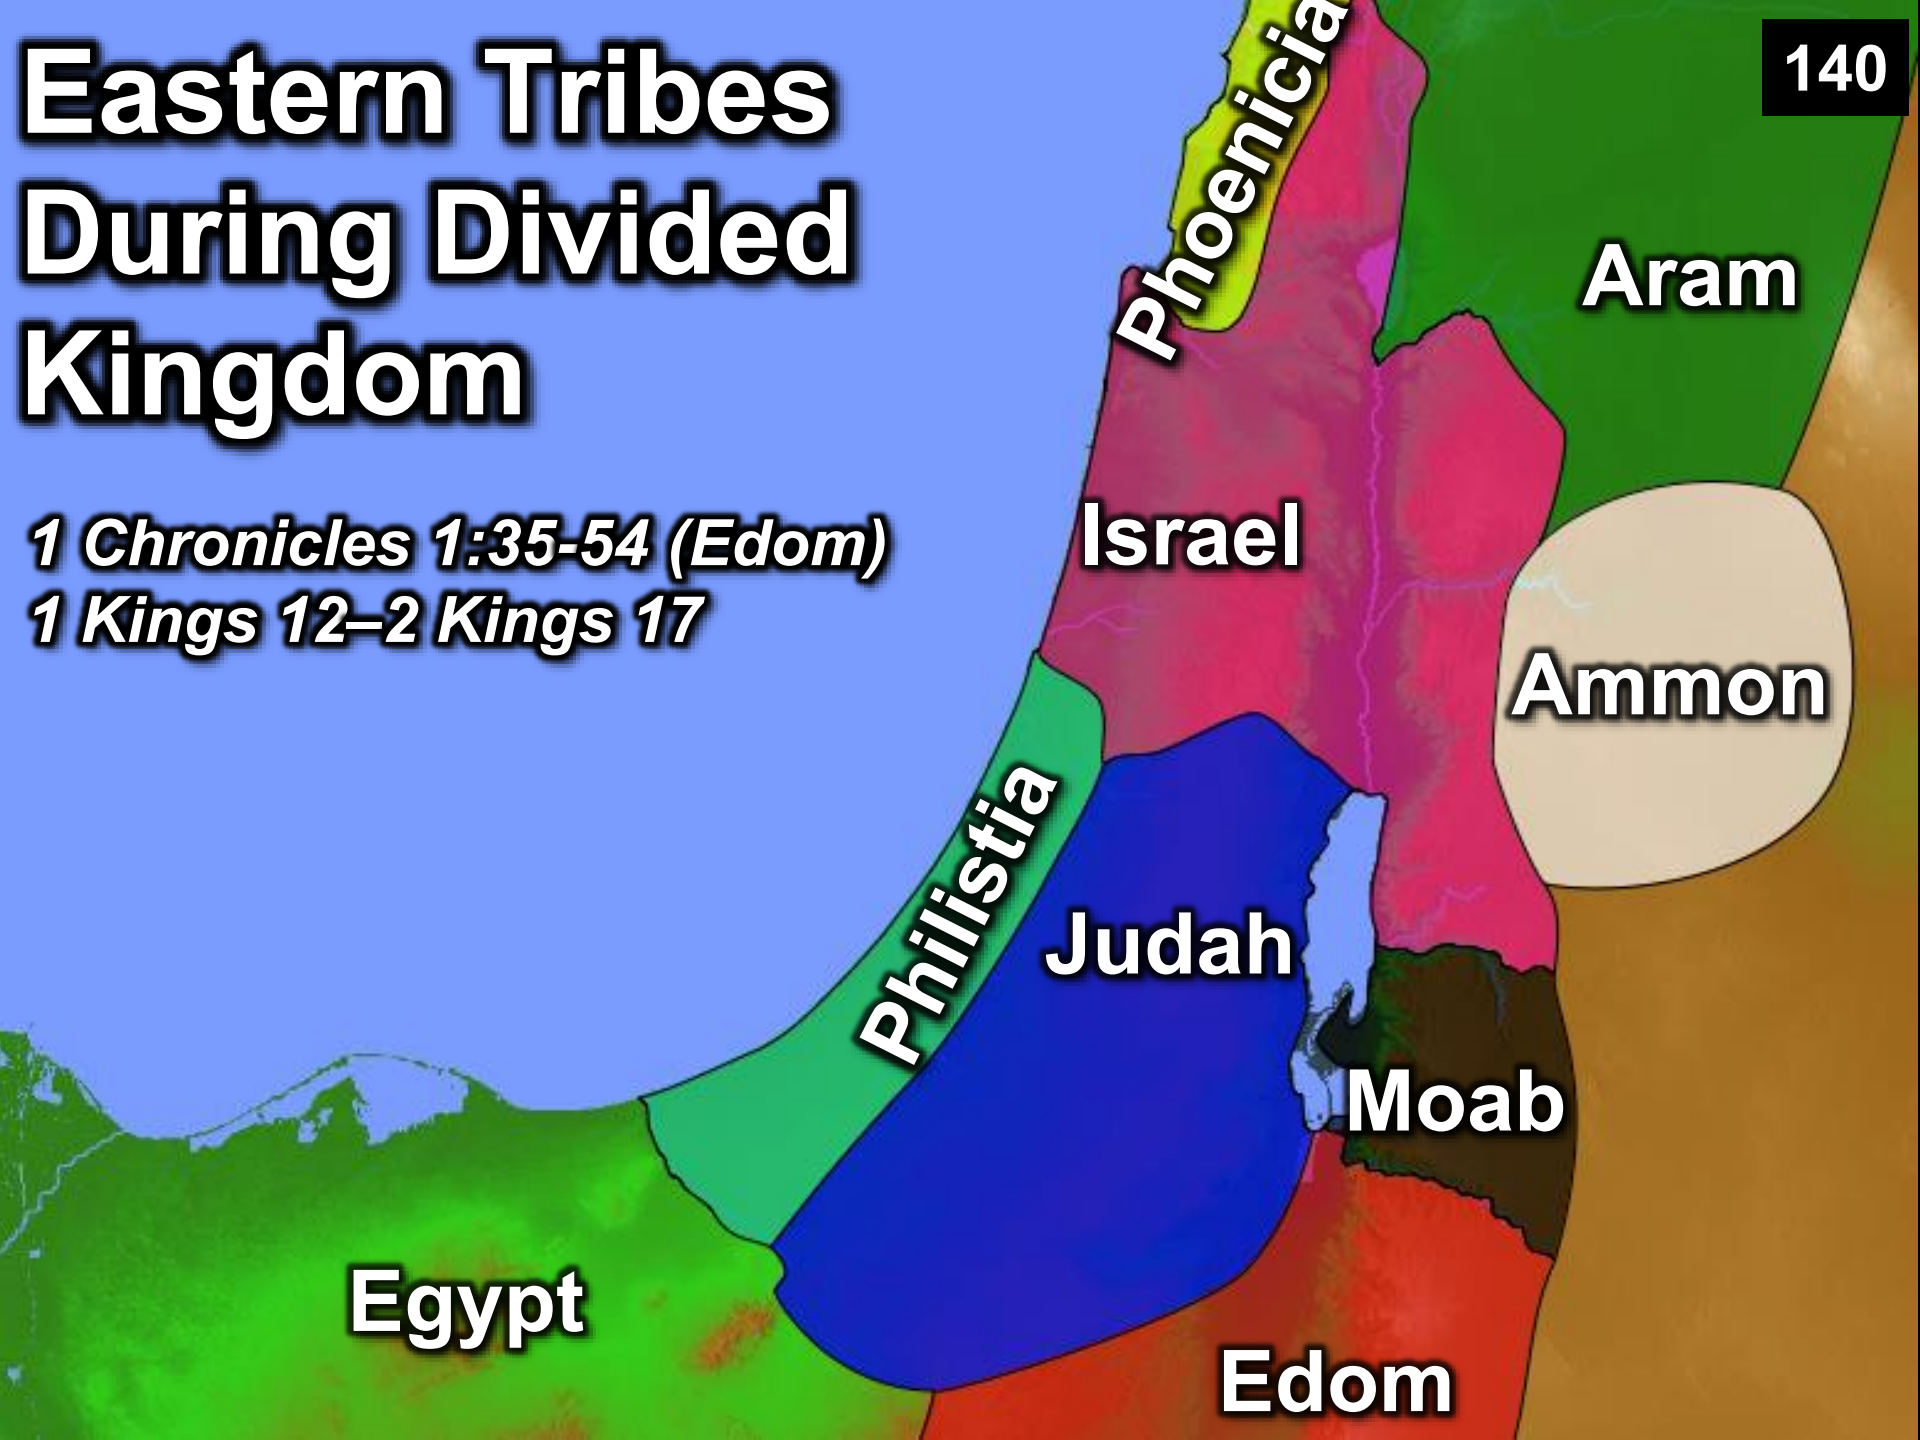 Eastern Tribes
During Divided
Kingdom
140
1 Chronicles 1:35-54 (Edom)
1 Kings 12–2 Kings 17
Phoenicia
Aram
Israel
Ammon
Philistia
Judah
Moab
Egypt
Edom